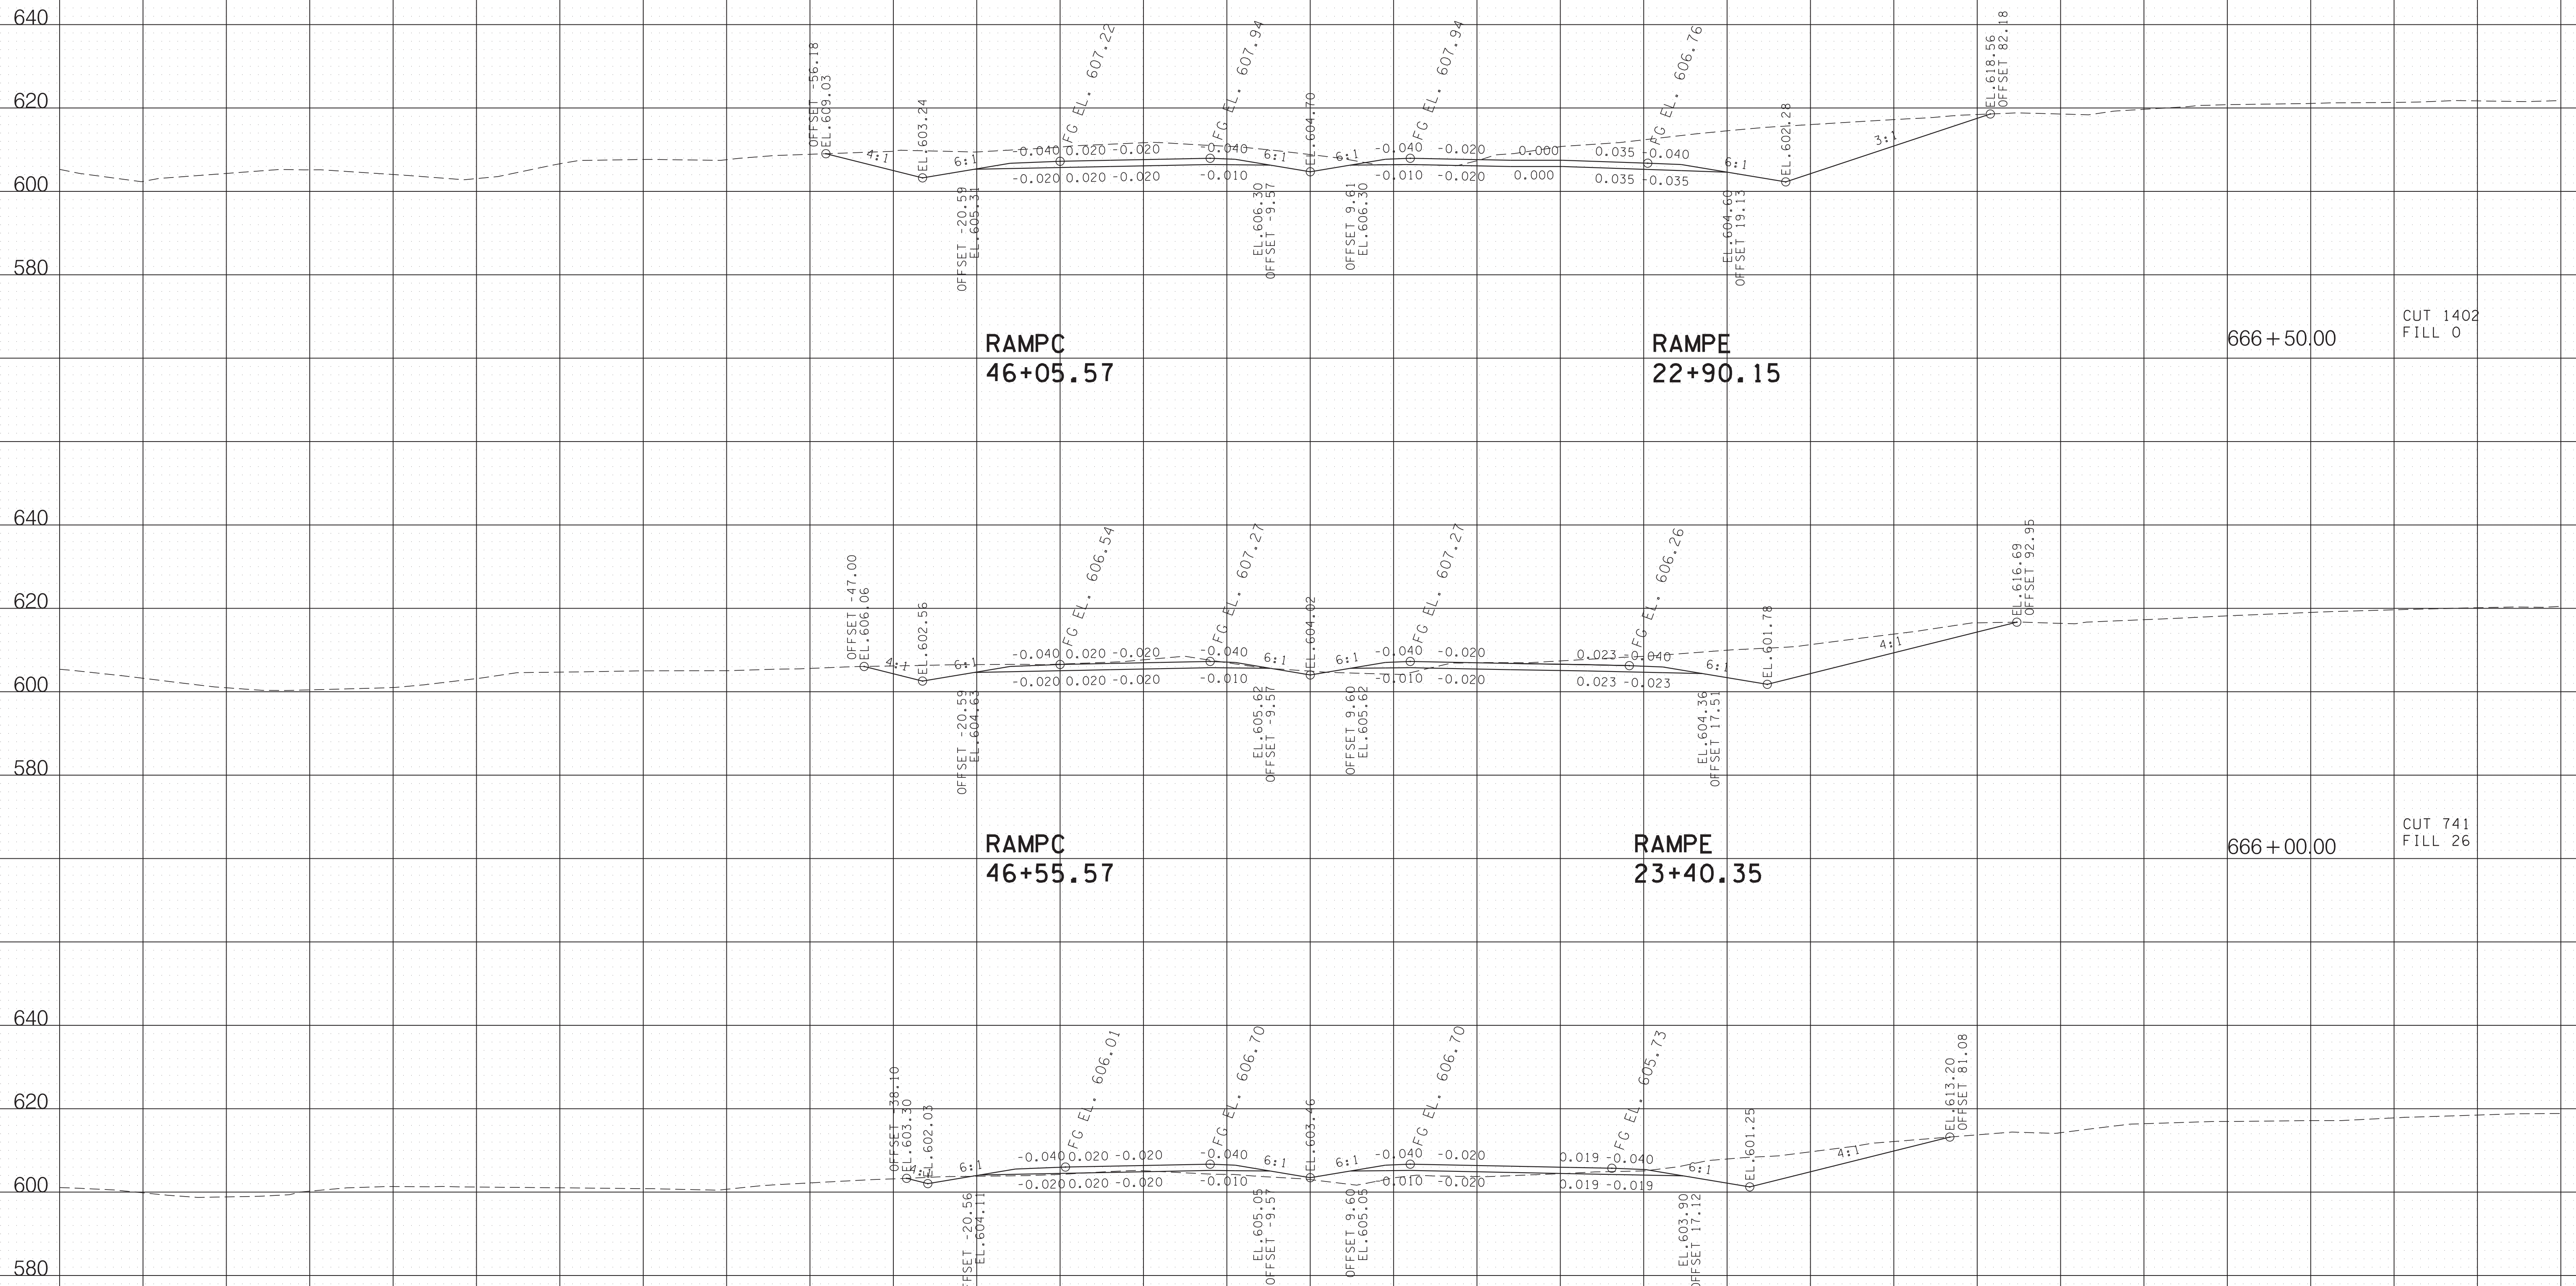 640
620
600
580
OFFSET -56.18
EL.609.03
4:1
EL.603.24
6:1
-0.040 0.020 -0.020
FG EL. 607.22
FG EL. 607.94
-0.040
6:1
EL.604.70
6:1
-0.040 -0.020
FG EL. 607.94
0.000
0.035 -0.040
FG EL. 606.76
6:1
EL.602.28
3:1
EL.618.56
OFFSET 82.18
-0.020 0.020 -0.020
-0.010
-0.010 -0.020
0.000
0.035 -0.035
OFFSET -20.59
EL.605.31
EL.606.30
OFFSET -9.57
OFFSET 9.61
EL.606.30
EL.604.60
OFFSET 19.13
RAMPC
46+05.57
RAMPE
22+90.15
666+50.00
CUT 1402
FILL 0
640
620
600
580
OFFSET -47.00
EL.606.06
4:1
EL.602.56
6:1
-0.040 0.020 -0.020
FG EL. 606.54
FG EL. 607.27
-0.040
6:1
EL.604.02
6:1
-0.040 -0.020
FG EL. 607.27
0.023 -0.040
FG EL. 606.26
6:1
EL.601.78
4:1
EL.616.69
OFFSET 92.95
-0.020 0.020 -0.020
-0.010
-0.010 -0.020
0.023 -0.023
OFFSET -20.59
EL.604.63
EL.605.62
OFFSET -9.57
OFFSET 9.60
EL.605.62
EL.604.36
OFFSET 17.51
RAMPC
46+55.57
RAMPE
23+40.35
666+00.00
CUT 741
FILL 26
640
620
600
580
OFFSET -38.10
EL.603.30
4:1
EL.602.03
6:1
-0.040 0.020 -0.020
FG EL. 606.01
FG EL. 606.70
-0.040
6:1
EL.603.46
6:1
-0.040 -0.020
FG EL. 606.70
0.019 -0.040
FG EL. 605.73
6:1
EL.601.25
4:1
EL.613.20
OFFSET 81.08
-0.020 0.020 -0.020
-0.010
-0.010 -0.020
0.019 -0.019
FFSET -20.56
EL.604.11
EL.605.05
OFFSET -9.57
OFFSET 9.60
EL.605.05
EL.603.90
OFFSET 17.12